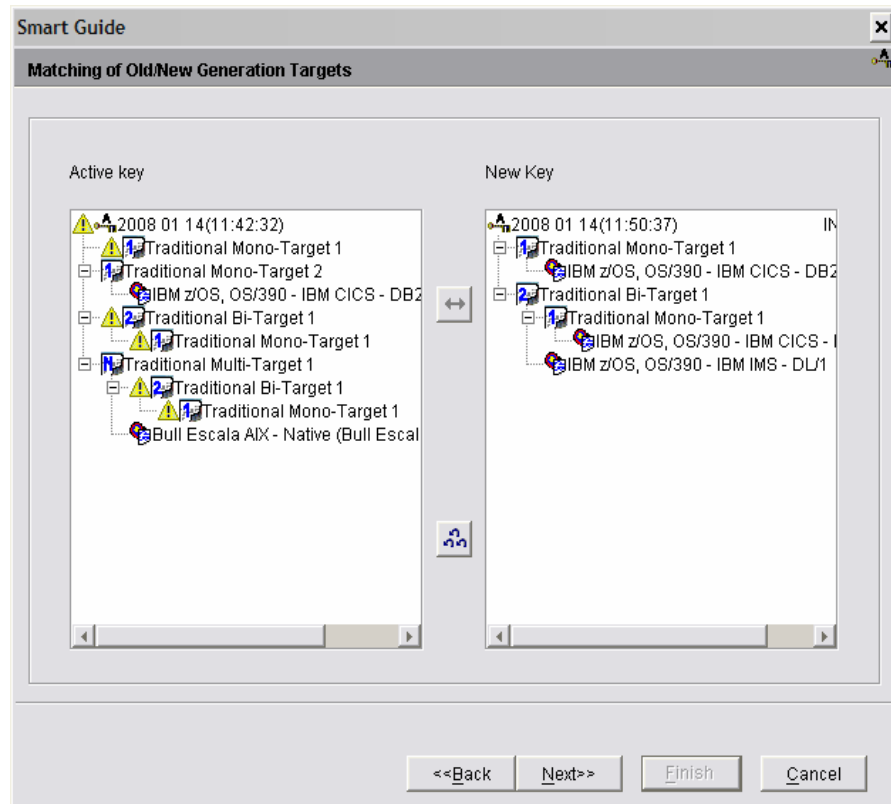 Smart Guide
Matching of Old/New Generation Targets
Active key
2008 01 14(11:42:32)
Traditional Mono-Target 1
Traditional Mono-Target 2
IBM z/OS, OS/390 - IBM CICS - DB2
Traditional Bi-Target 1
Traditional Mono-Target 1
Traditional Multi-Target 1
Traditional Bi-Target 1
Traditional Mono-Target 1
Bull Escala AIX - Native (Bull Escal
New Key
2008 01 14(11:50:37) IN
Traditional Mono-Target 1
IBM z/OS, OS/390 - IBM CICS - DB2
Traditional Bi-Target 1
Traditional Mono-Target 1
IBM z/OS, OS/390 - IBM CICS -
IBM z/OS, OS/390 - IBM IMS - DL/1
<<Back Next>> Finish Cancel